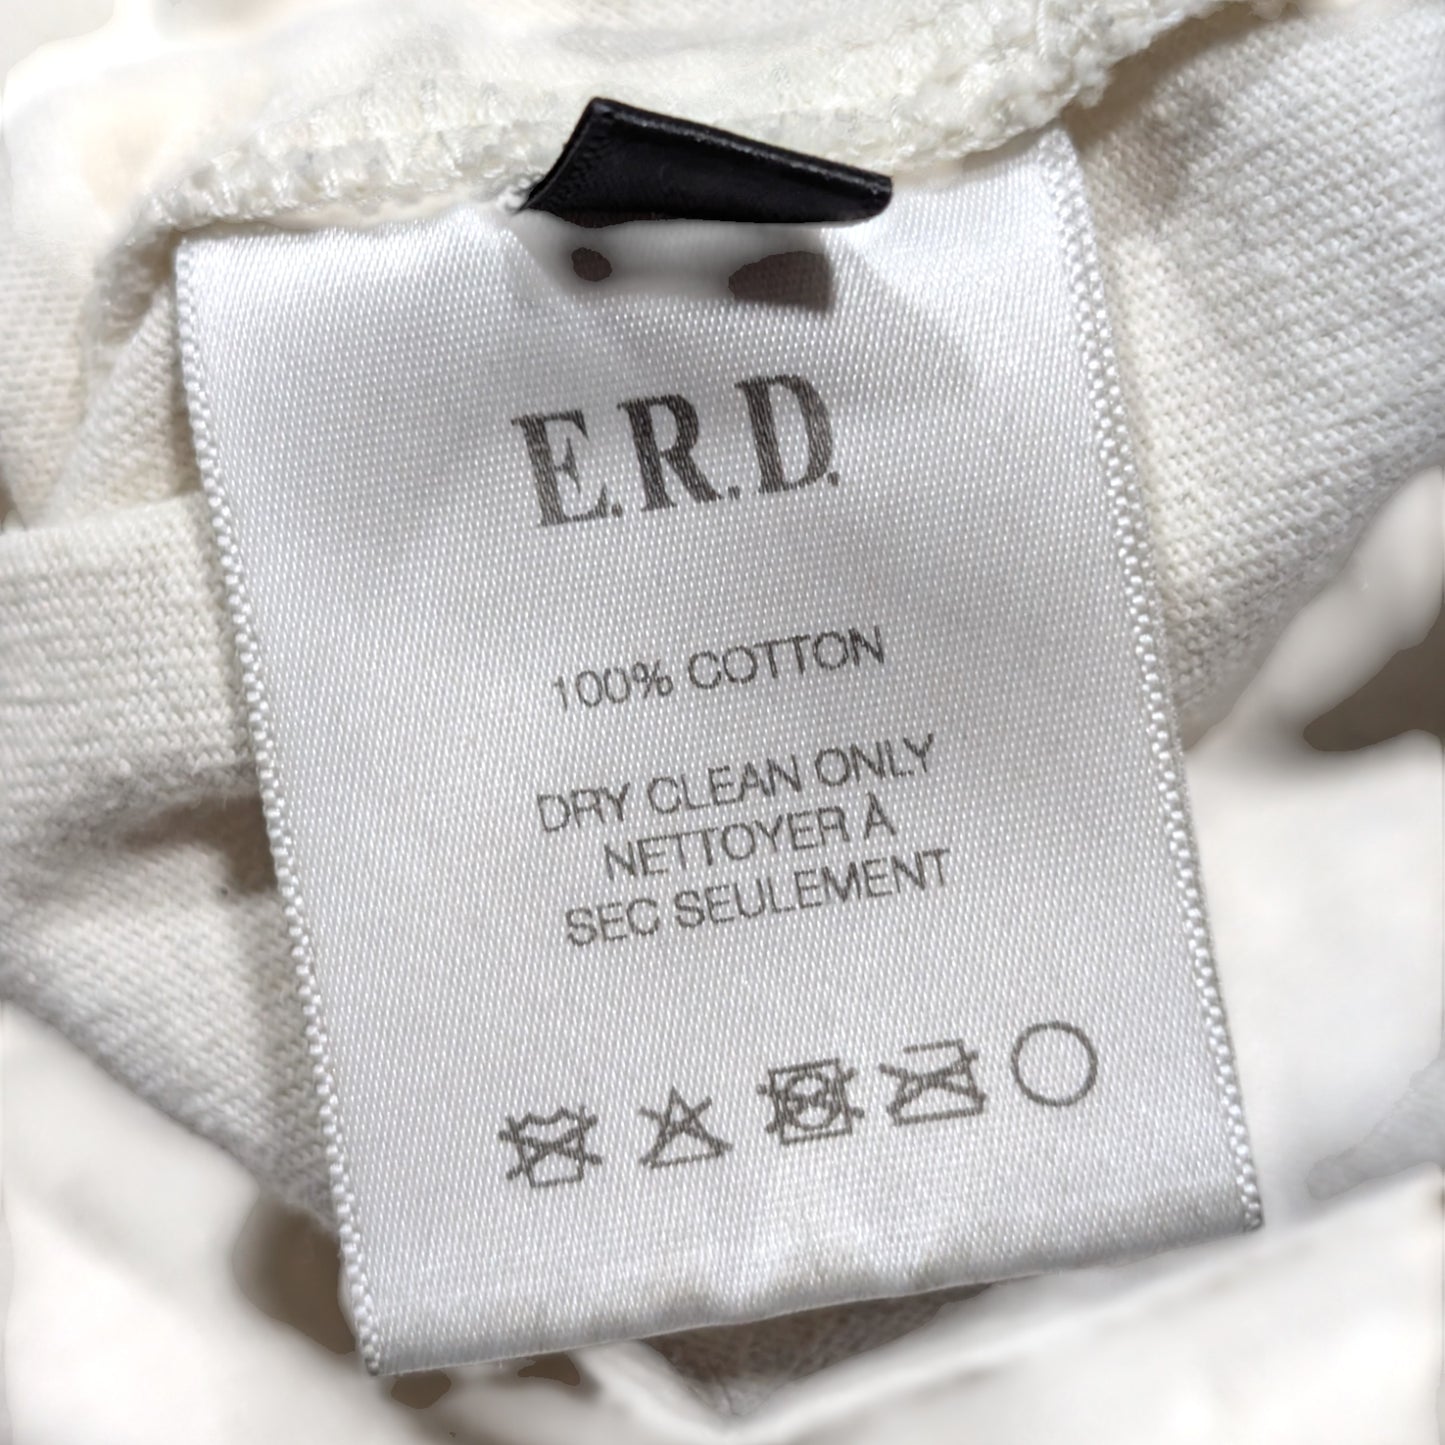 E.R.D.
100% COTTON
DRY CLEAN ONLY
NETTOYER À
SEC SEULEMENT